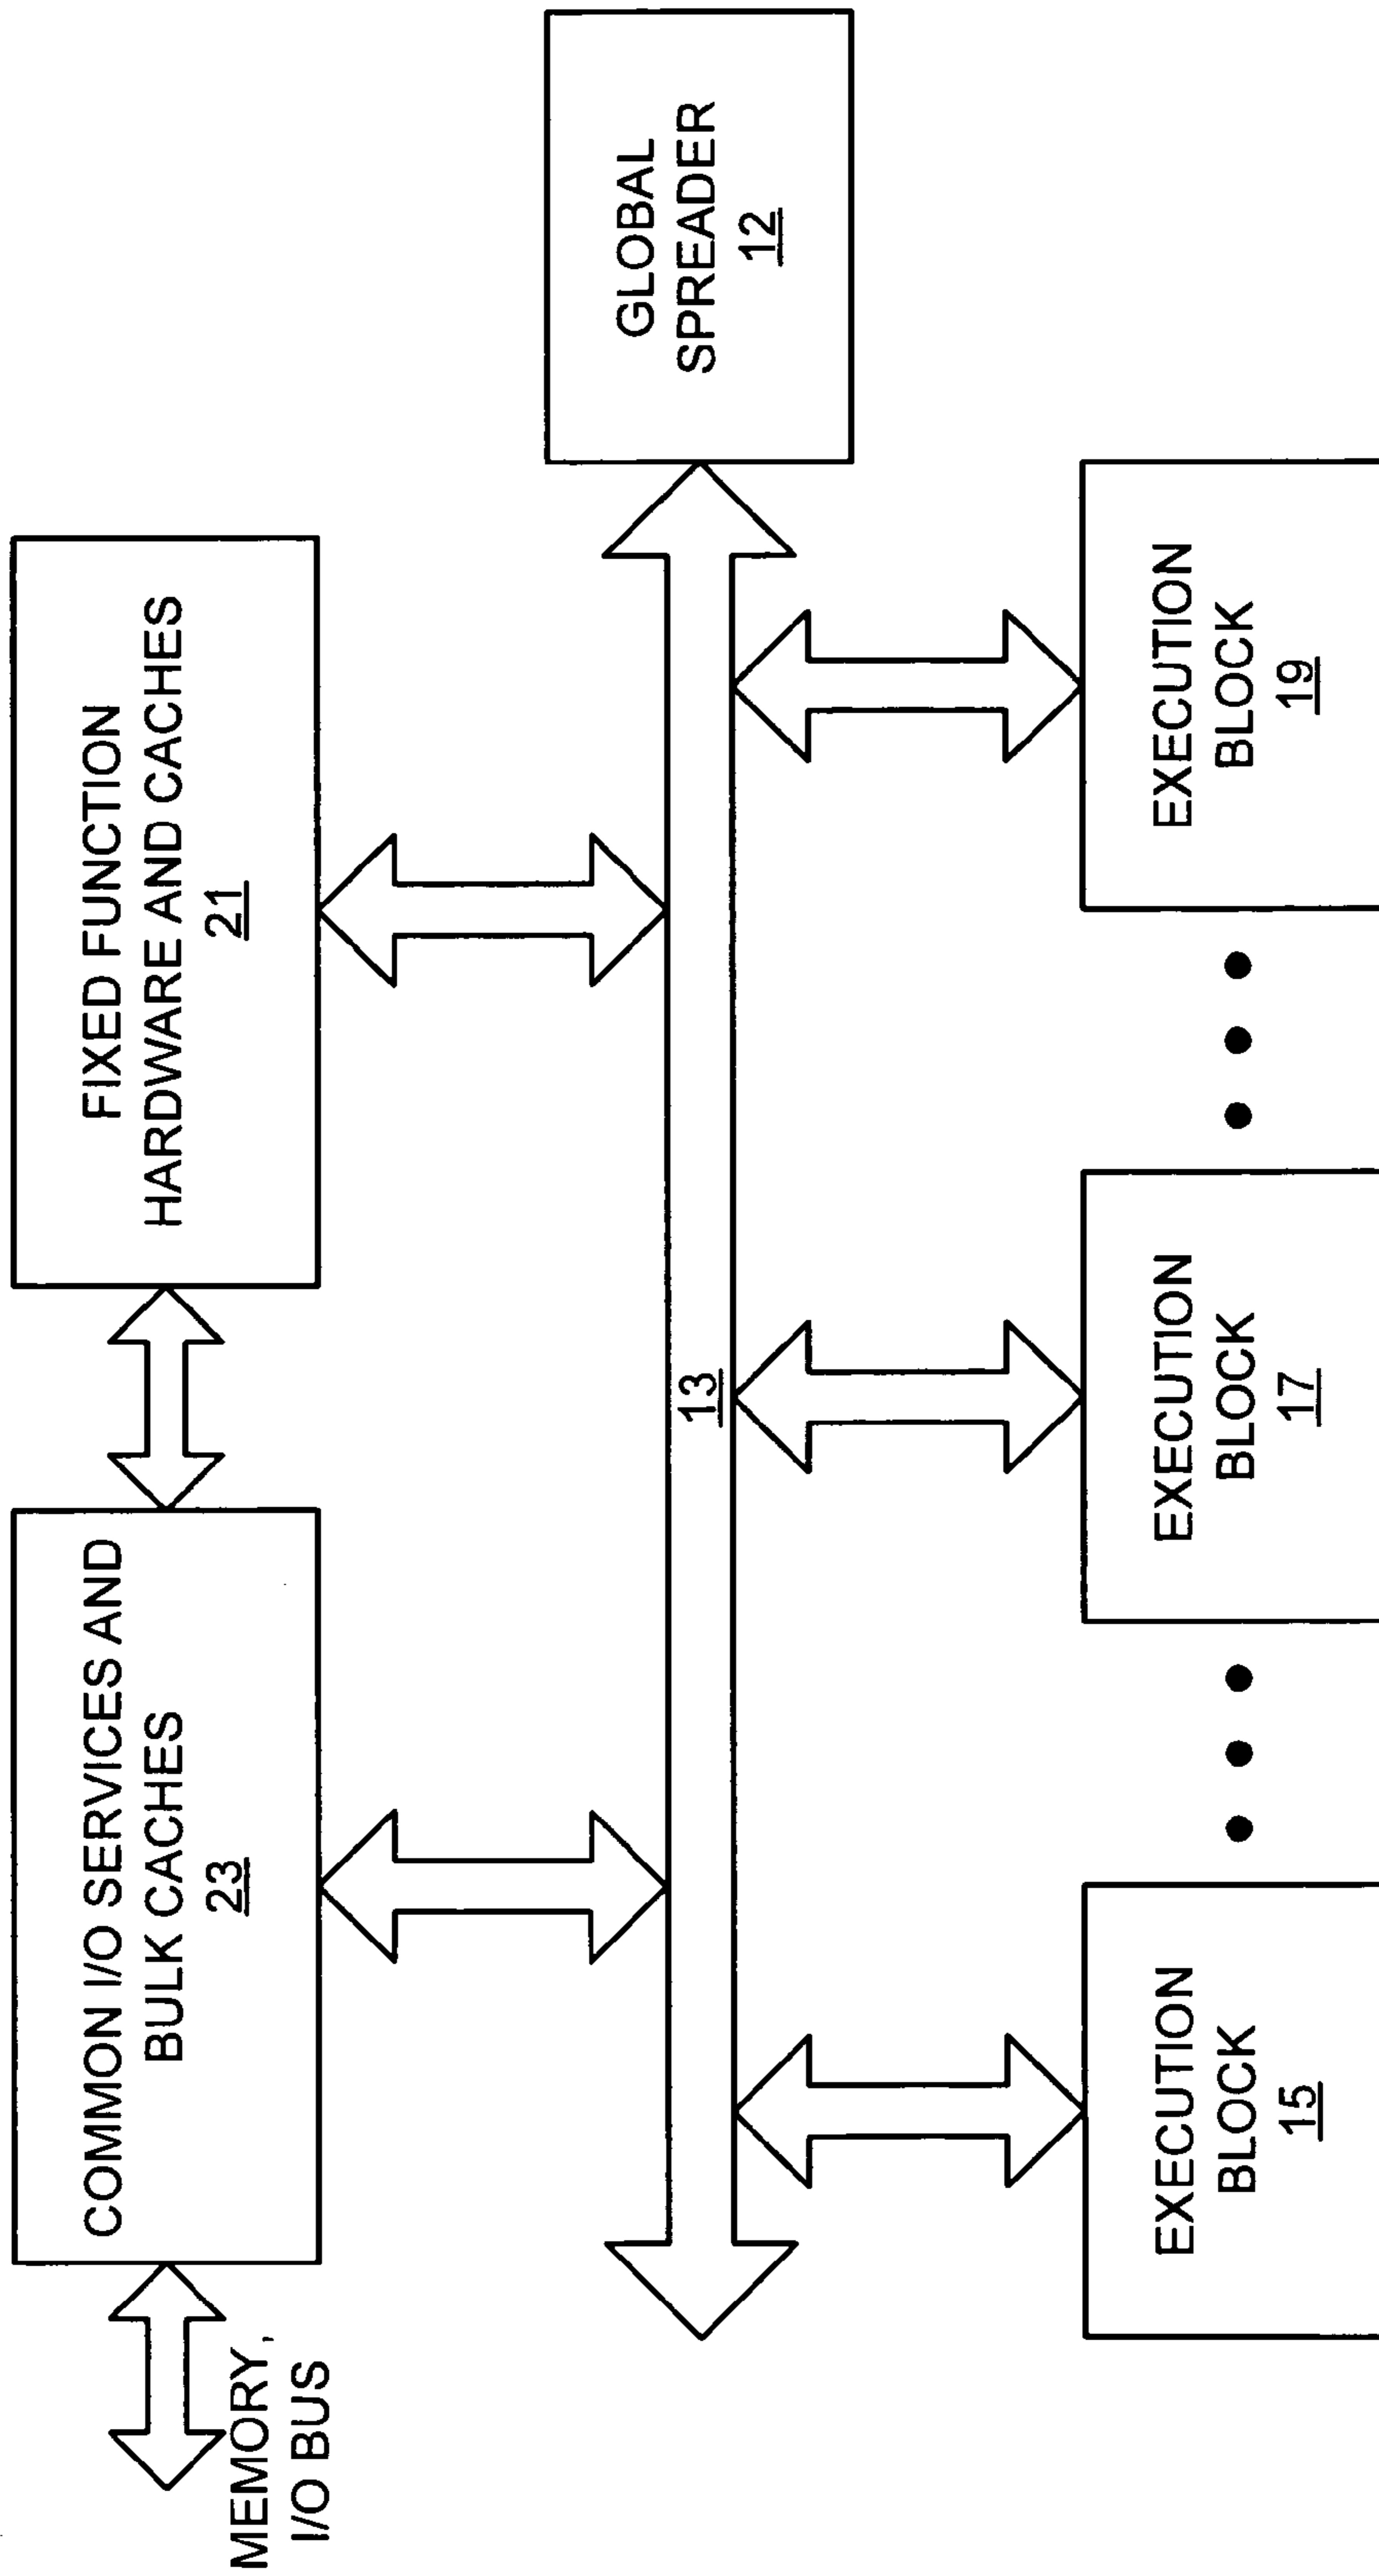 MEMORY,
I/O BUS
COMMON I/O SERVICES AND
BULK CACHES
23
FIXED FUNCTION
HARDWARE AND CACHES
21
13
GLOBAL
SPREADER
12
EXECUTION
BLOCK
15
EXECUTION
BLOCK
17
EXECUTION
BLOCK
19